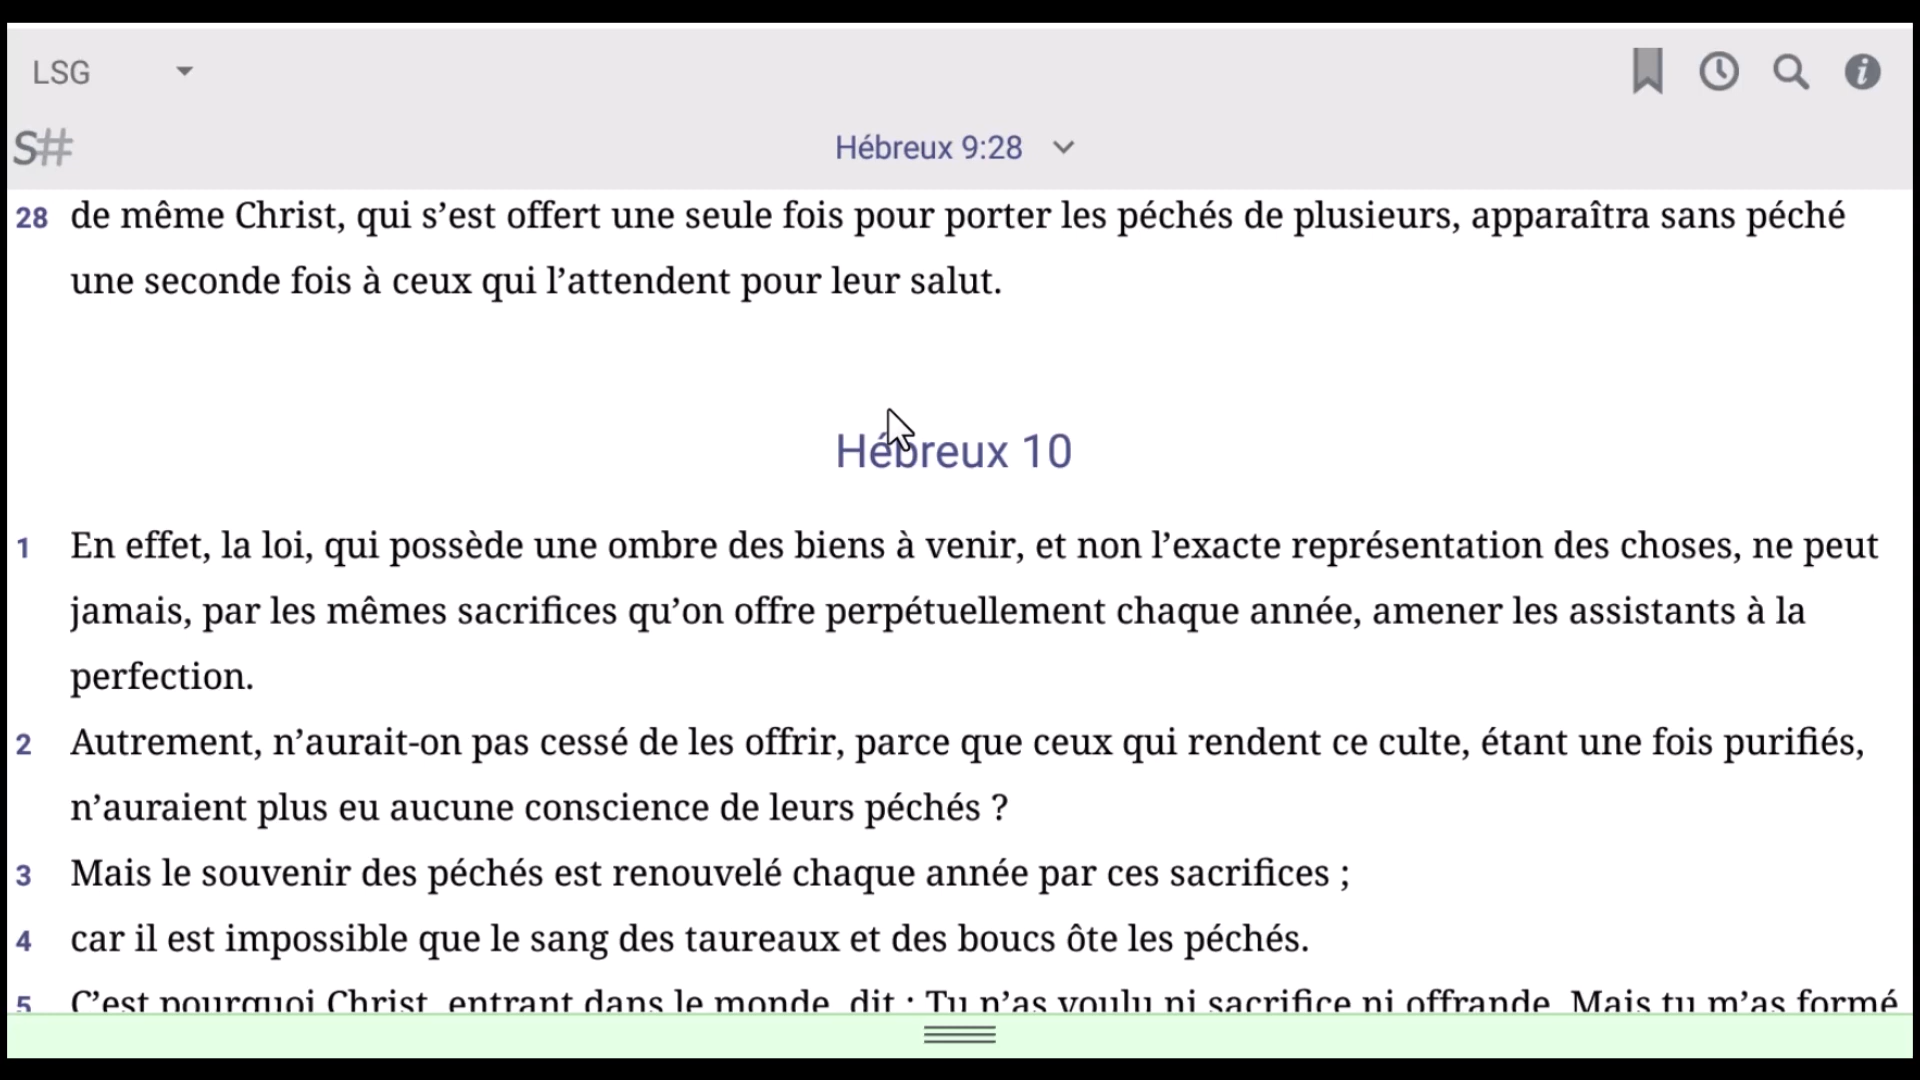 LSG
S# Hébreux 9:28
28 de même Christ, qui s’est offert une seule fois pour porter les péchés de plusieurs, apparaîtra sans péché
une seconde fois à ceux qui l’attendent pour leur salut.
Hébreux 10
1 En effet, la loi, qui possède une ombre des biens à venir, et non l’exacte représentation des choses, ne peut
jamais, par les mêmes sacrifices qu’on offre perpétuellement chaque année, amener les assistants à la
perfection.
2 Autrement, n’aurait-on pas cessé de les offrir, parce que ceux qui rendent ce culte, étant une fois purifiés,
n’auraient plus eu aucune conscience de leurs péchés ?
3 Mais le souvenir des péchés est renouvelé chaque année par ces sacrifices ;
4 car il est impossible que le sang des taureaux et des boucs ôte les péchés.
5 C’est pourquoi Christ, entrant dans le monde, dit : Tu n’as voulu ni sacrifice ni offrande, Mais tu m’as formé